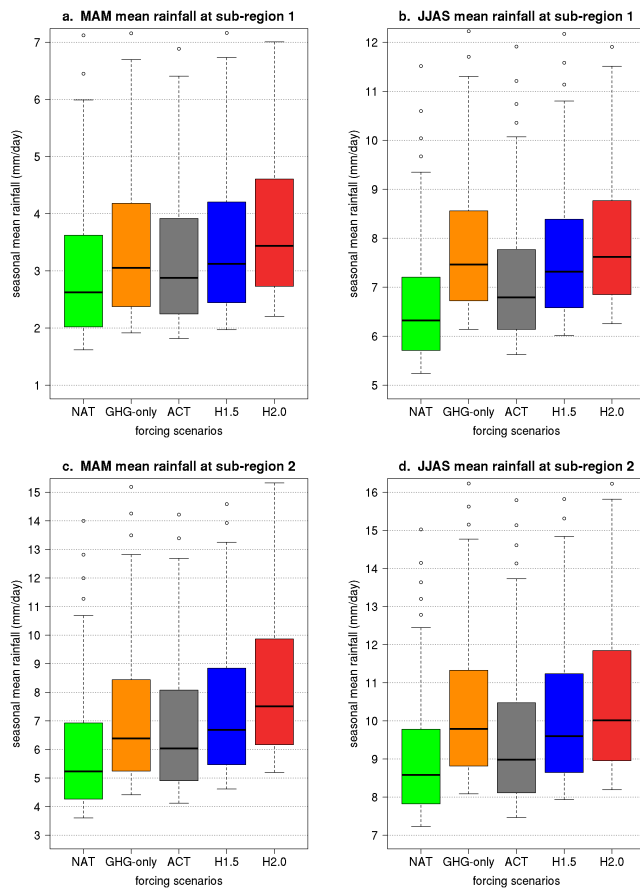 a. MAM mean rainfall at sub-region 1
seasonal mean rainfall (mm/day)
7
6
5
4
3
2
1
NAT GHG-only ACT H1.5 H2.0
forcing scenarios
b. JJAS mean rainfall at sub-region 1
seasonal mean rainfall (mm/day)
12
11
10
9
8
7
6
5
NAT GHG-only ACT H1.5 H2.0
forcing scenarios
c. MAM mean rainfall at sub-region 2
seasonal mean rainfall (mm/day)
15
14
13
12
11
10
9
8
7
6
5
4
3
NAT GHG-only ACT H1.5 H2.0
forcing scenarios
d. JJAS mean rainfall at sub-region 2
seasonal mean rainfall (mm/day)
16
15
14
13
12
11
10
9
8
7
NAT GHG-only ACT H1.5 H2.0
forcing scenarios